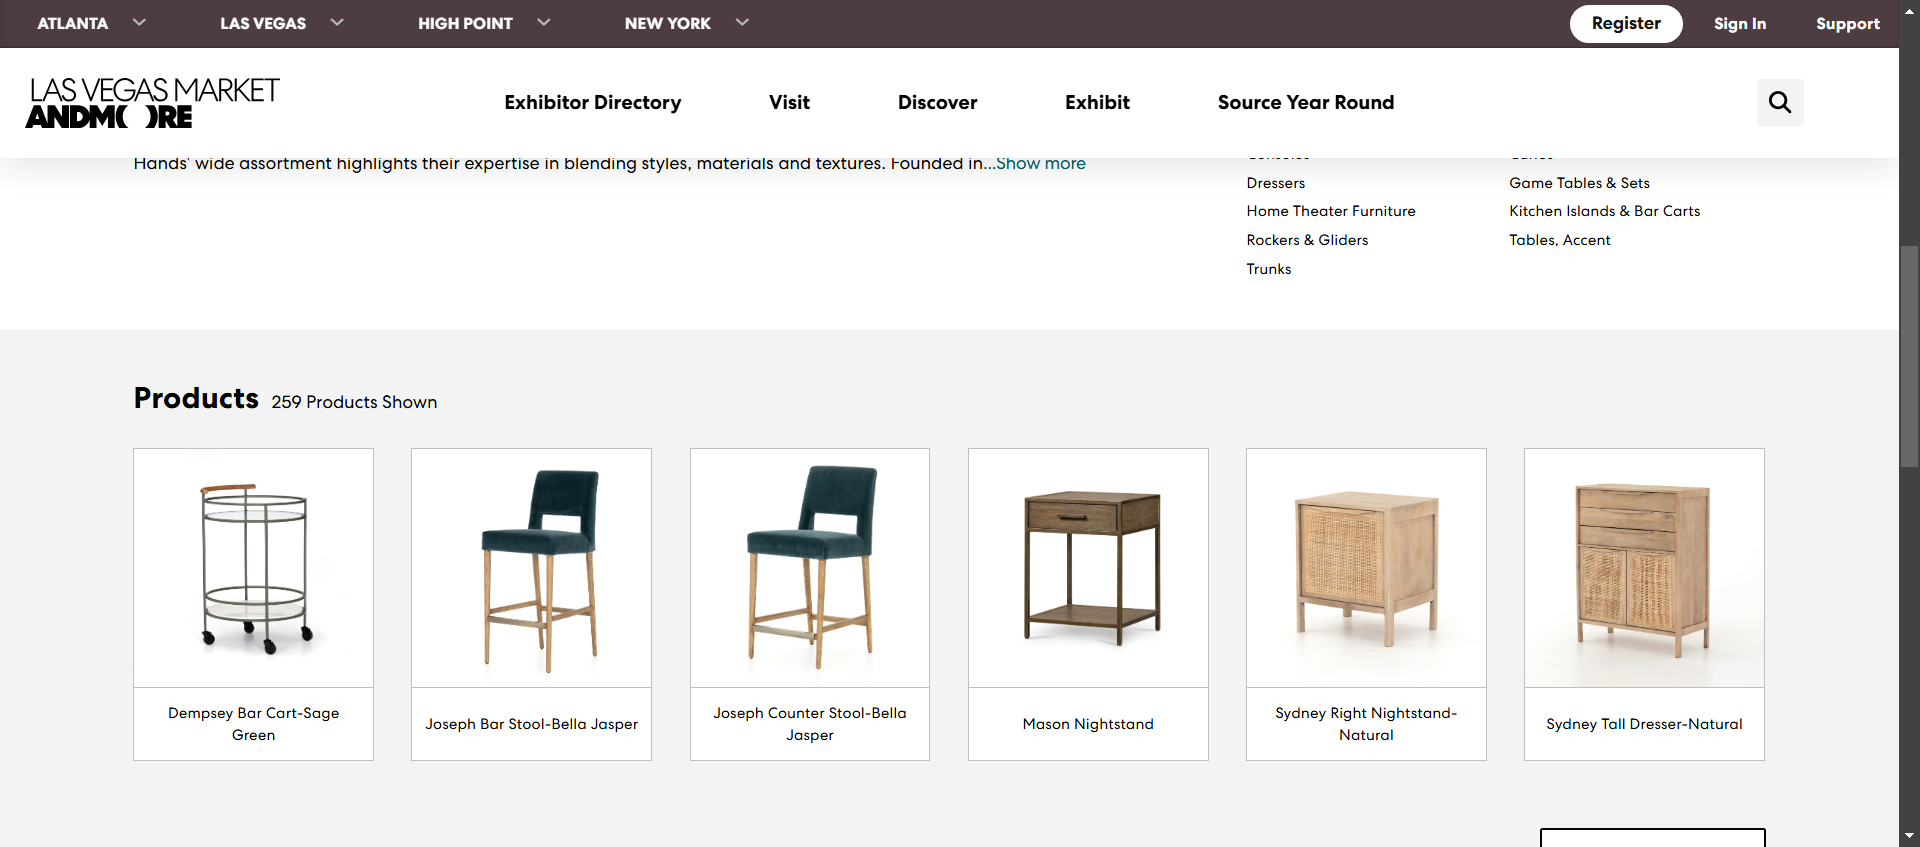 ATLANTA LAS VEGAS HIGH POINT NEW YORK Register Sign In Support
LAS VEGAS MARKET
ANDMORE
Exhibitor Directory Visit Discover Exhibit Source Year Round
Hands' wide assortment highlights their expertise in blending styles, materials and textures. Founded in...Show more
Dressers
Home Theater Furniture
Rockers & Gliders
Trunks
Game Tables & Sets
Kitchen Islands & Bar Carts
Tables, Accent
Products 259 Products Shown
Dempsey Bar Cart-Sage
Green
Joseph Bar Stool-Bella Jasper
Joseph Counter Stool-Bella
Jasper
Mason Nightstand
Sydney Right Nightstand-
Natural
Sydney Tall Dresser-Natural